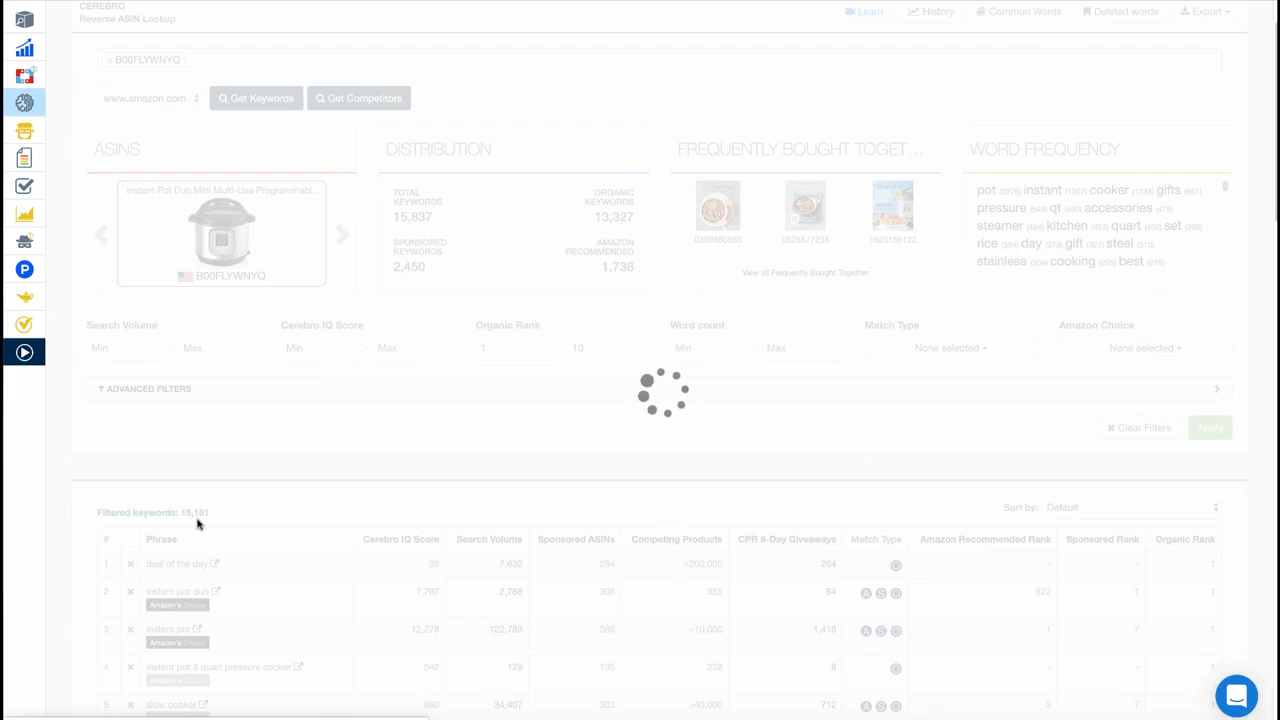 CEREBRO
Reverse ASIN Lookup
Learn History Common Words Deleted words Export
× B00FLYWNYQ
www.amazon.com Get Keywords Get Competitors
ASINS DISTRIBUTION FREQUENTLY BOUGHT TOGET... WORD FREQUENCY
Instant Pot Duo Mini Multi-Use Programmabl...
B00FLYWNYQ
TOTAL KEYWORDS
15,837
ORGANIC KEYWORDS
13,327
SPONSORED KEYWORDS
2,450
AMAZON RECOMMENDED
1,738
0399580883 0525577238 1623156122
View all Frequently Bought Together
pot (2276) instant (1367) cooker (1338) gifts (681)
pressure (549) qt (480) accessories (476)
steamer (454) kitchen (443) quart (436) set (396)
rice (384) day (379) gift (327) steel (310)
stainless (304) cooking (295) best (276)
Search Volume Cerebro IQ Score Organic Rank Word count Match Type Amazon Choice
Min - Max Min - Max 1 - 10 Min - Max None selected None selected
ADVANCED FILTERS
Clear Filters Apply
Filtered keywords: 15,151
Sort by: Default
# Phrase Cerebro IQ Score Search Volume Sponsored ASINs Competing Products CPR 8-Day Giveaways Match Type Amazon Recommended Rank Sponsored Rank Organic Rank
1 deal of the day 38 7,632 284 >200,000 264 O - - 1
2 instant pot duo 7,797 2,768 306 355 64 A S O 822 7 1
Amazon's Choice
3 instant pot 12,278 122,783 389 >10,000 1,416 A S O 1 7 1
Amazon's Choice
4 instant pot 8 quart pressure cooker 542 129 135 238 8 O - - 1
Amazon's Choice
5 slow cooker 860 34,407 303 >40,000 712 A S O 3 7 1